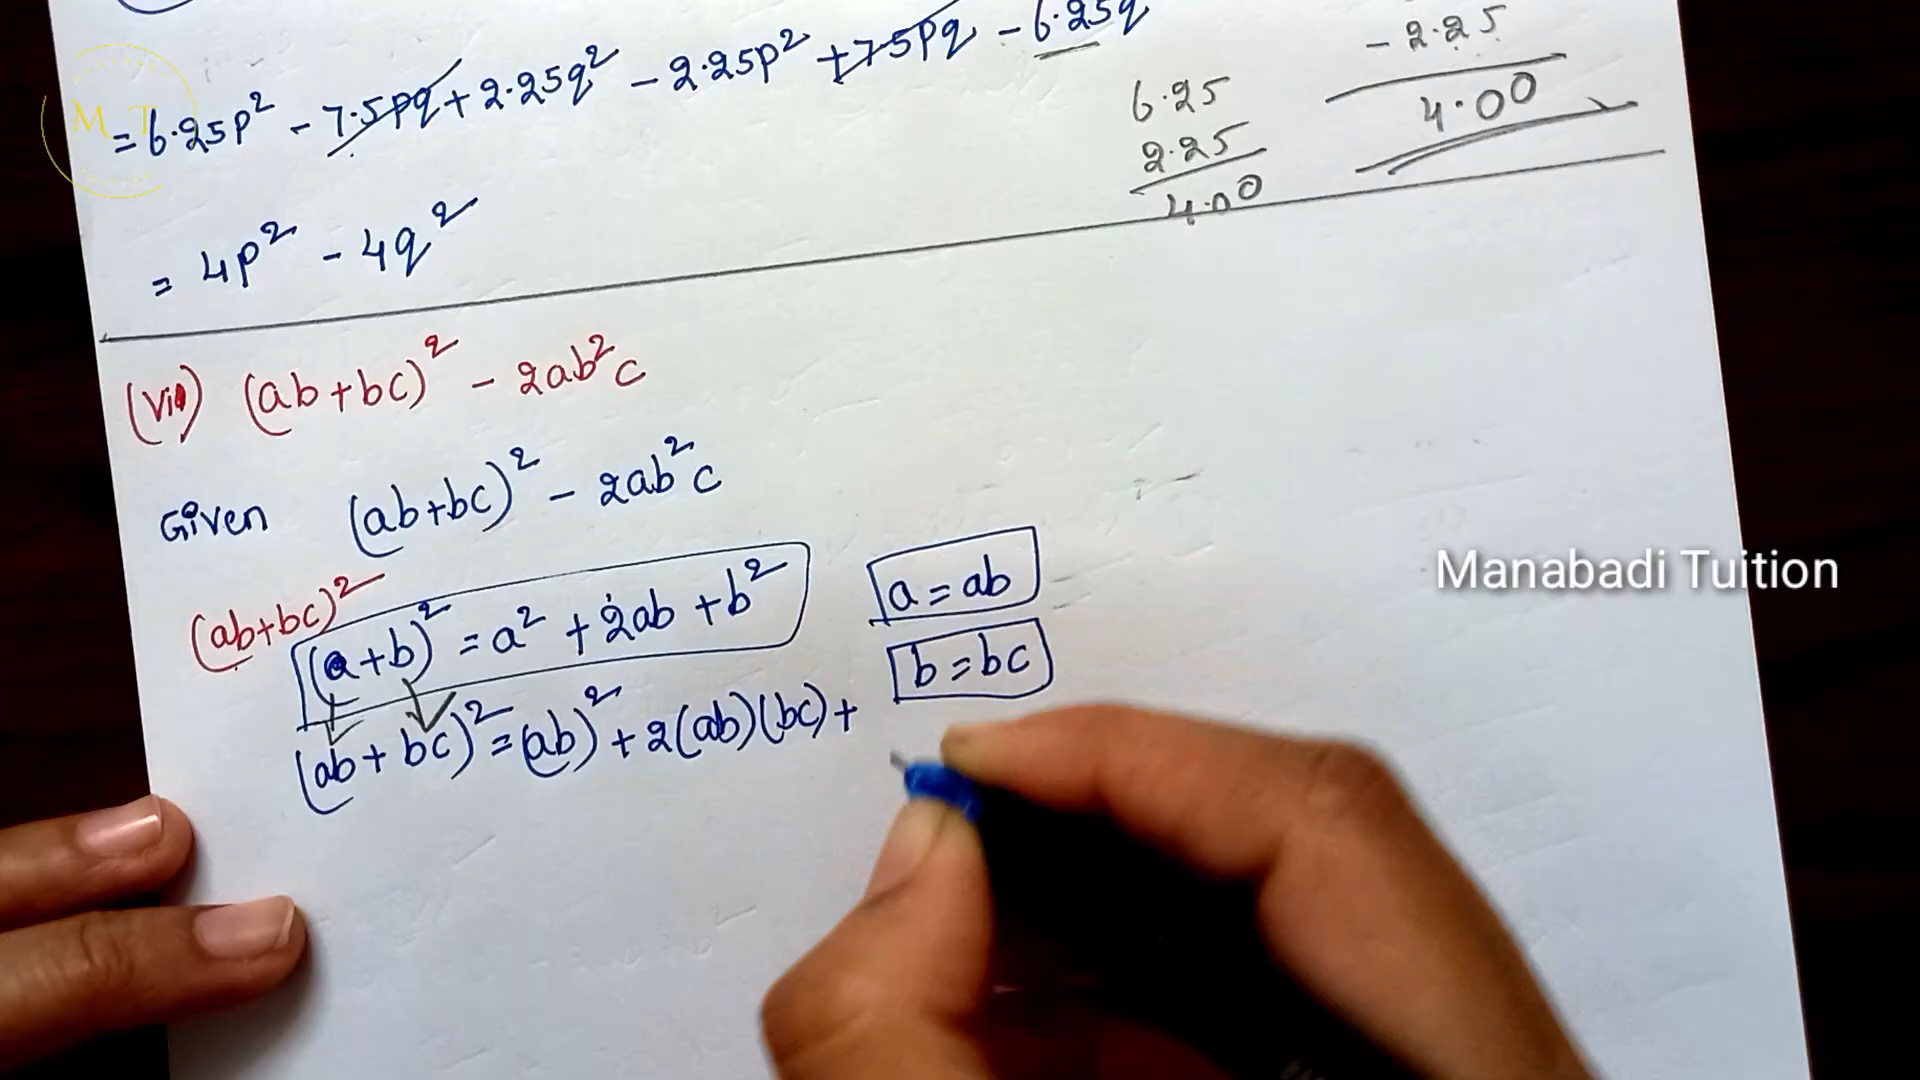 = 6.25p² - 7.5pq + 2.25q² - 2.25p² + 7.5pq - 6.25q
- 2.25
4.00
6.25
2.25
4.00
M T
= 4p² - 4q²
(ab+bc)² - 2ab²c
Given (ab+bc)² - 2ab²c
(ab+bc)²
(a+b)² = a² + 2ab + b²
a = ab
b = bc
(ab + bc)² = (ab)² + 2(ab)(bc) +
Manabadi Tuition